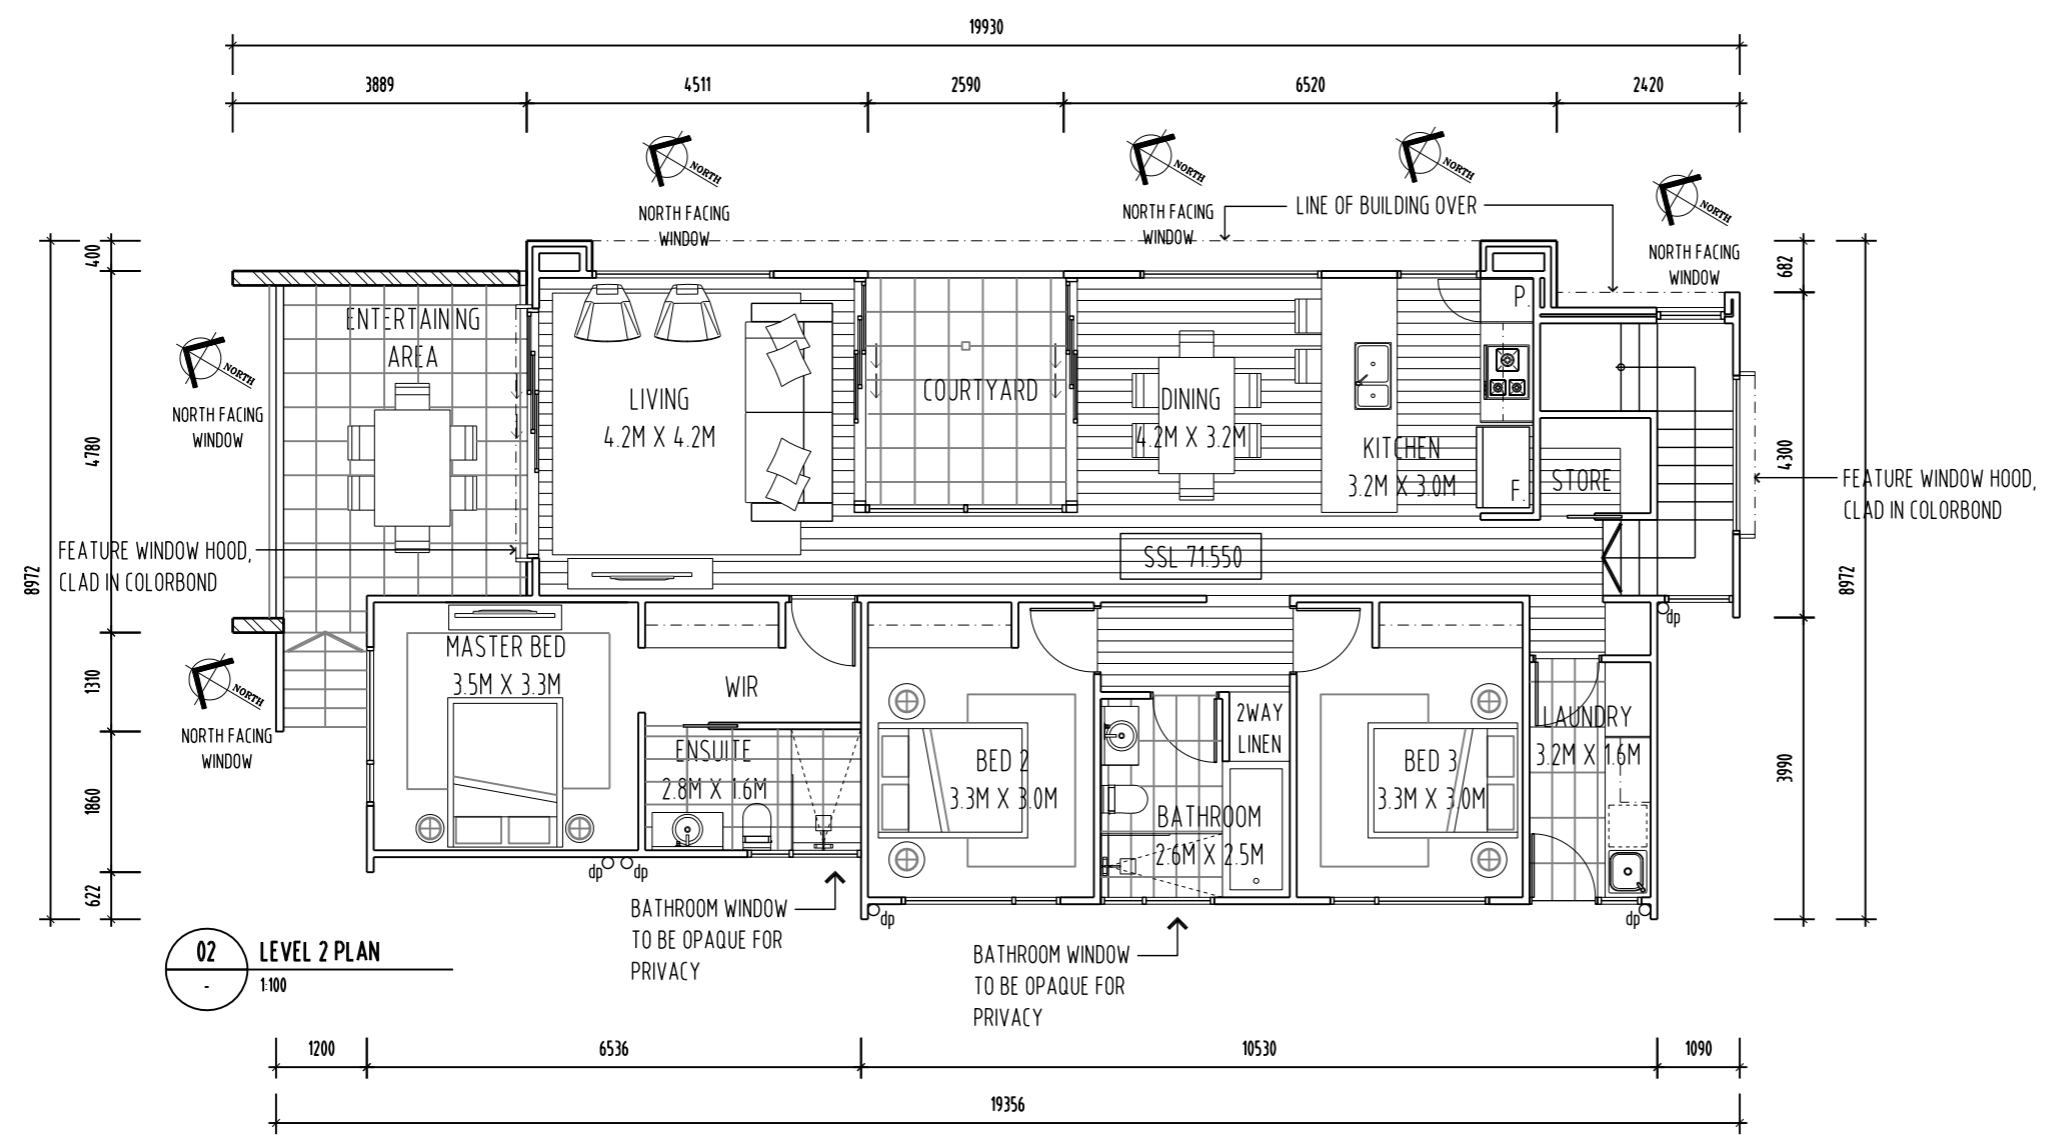 19930
3889
4511
2590
6520
2420
NORTH
NORTH FACING
WINDOW
NORTH
NORTH FACING
WINDOW
NORTH
LINE OF BUILDING OVER
NORTH
NORTH FACING
WINDOW
400
4780
1310
1860
622
8972
682
4300
3990
8972
NORTH
NORTH FACING
WINDOW
NORTH
NORTH FACING
WINDOW
ENTERTAINING
AREA
LIVING
4.2M X 4.2M
COURTYARD
DINING
4.2M X 3.2M
KITCHEN
3.2M X 3.0M
P.
F.
STORE
FEATURE WINDOW HOOD,
CLAD IN COLORBOND
FEATURE WINDOW HOOD,
CLAD IN COLORBOND
SSL 71.550
dp
MASTER BED
3.5M X 3.3M
WIR
ENSUITE
2.8M X 1.6M
BED 2
3.3M X 3.0M
2WAY
LINEN
BATHROOM
2.6M X 2.5M
BED 3
3.3M X 3.0M
LAUNDRY
3.2M X 1.6M
dp
dp
dp
dp
BATHROOM WINDOW
TO BE OPAQUE FOR
PRIVACY
BATHROOM WINDOW
TO BE OPAQUE FOR
PRIVACY
02
-
LEVEL 2 PLAN
1:100
1200
6536
10530
1090
19356